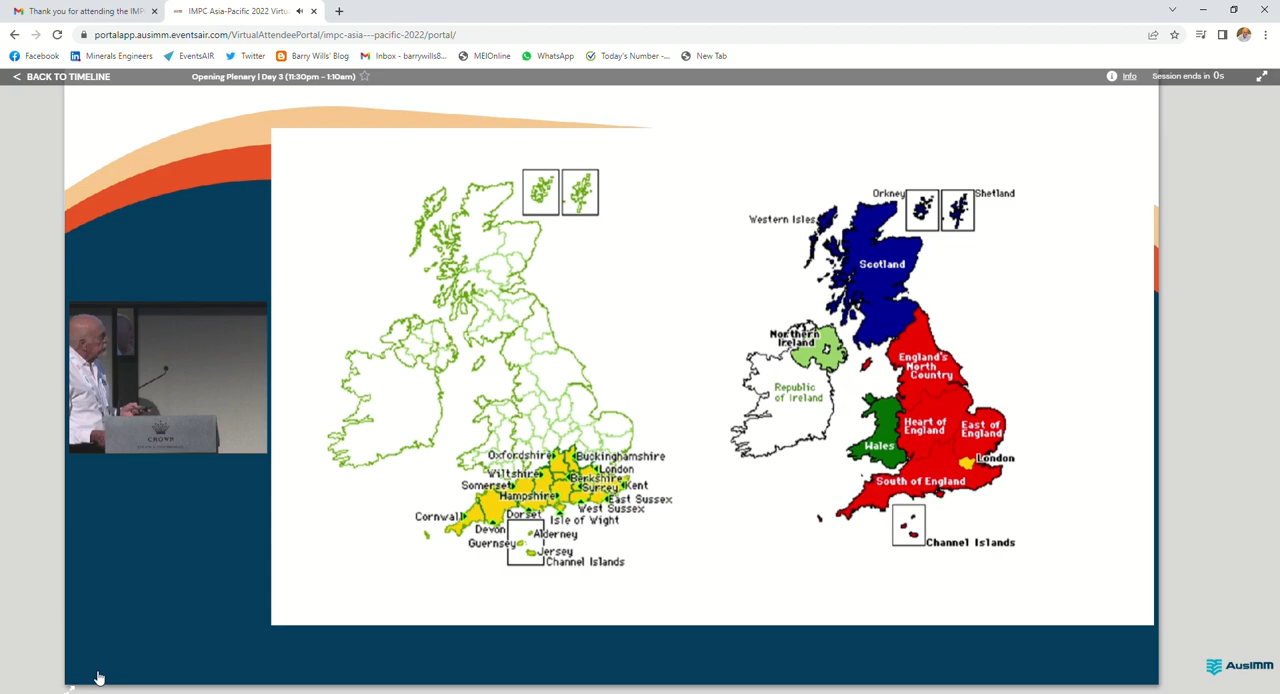 Thank you for attending the IMP
IMPC Asia-Pacific 2022 Virtu
portalapp.ausimm.eventsair.com/VirtualAttendeePortal/impc-asia---pacific-2022/portal/
Facebook
Minerals Engineers
EventsAIR
Twitter
Barry Wills' Blog
Inbox - barrywills8...
MEIOnline
WhatsApp
Today's Number -...
New Tab
< BACK TO TIMELINE
Opening Plenary | Day 3 (11:30pm – 1:10am)
Info
Session ends in 0s
Oxfordshire
Buckinghamshire
London
Wiltshire
Berkshire
Somerset
Surrey
Kent
Hampshire
East Sussex
West Sussex
Cornwall
Dorset
Isle of Wight
Devon
Alderney
Guernsey
Jersey
Channel Islands
Orkney
Shetland
Western Isles
Scotland
Northern
Ireland
England's
North
Country
Republic
of Ireland
Heart of
England
East of
England
Wales
London
South of England
Channel Islands
CROWN
AusIMM